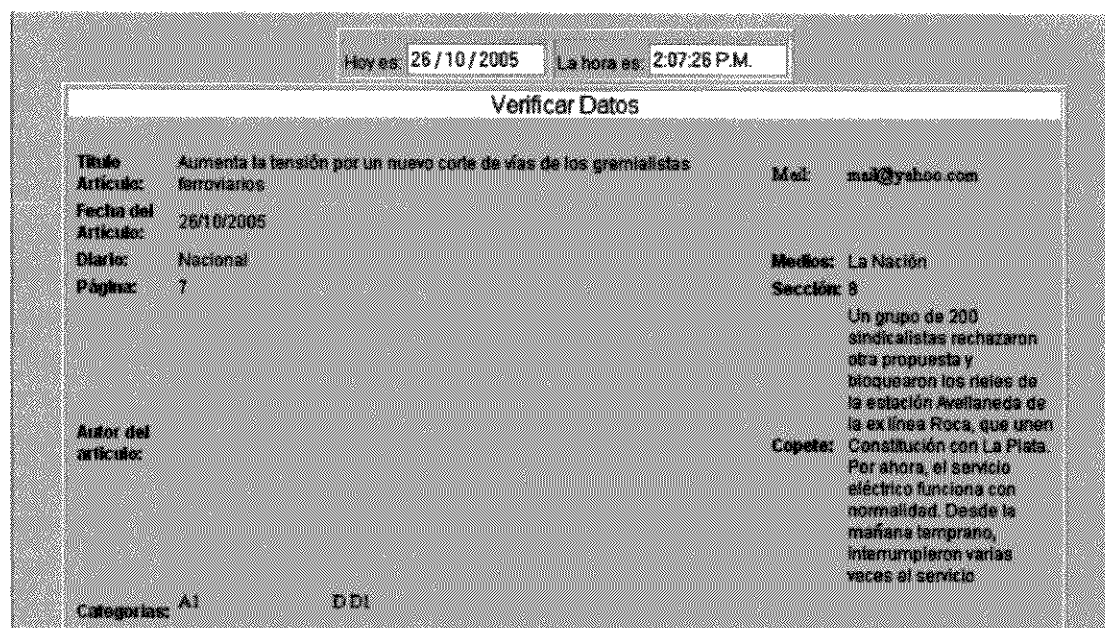 Hoy es: 26 / 10 / 2005 La hora es: 2:07:26 P.M.
Verificar Datos
Título Artículo: Aumenta la tensión por un nuevo corte de vías de los gremialistas
ferroviarios
Mail: mail@yahoo.com
Fecha del
Artículo: 26/10/2005
Diario: Nacional
Medios: La Nación
Página: 7
Sección: 8
Autor del
artículo:
Copete: Un grupo de 200
sindicalistas rechazaron
otra propuesta y
bloquearon los rieles de
la estación Avellaneda de
la ex línea Roca, que unen
Constitución con La Plata.
Por ahora, el servicio
eléctrico funciona con
normalidad. Desde la
mañana temprano,
interrumpieron varias
veces el servicio
Categorias: A1 D D1